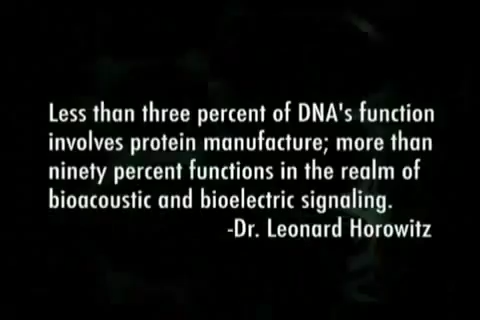 Less than three percent of DNA's function
involves protein manufacture; more than
ninety percent functions in the realm of
bioacoustic and bioelectric signaling.
-Dr. Leonard Horowitz